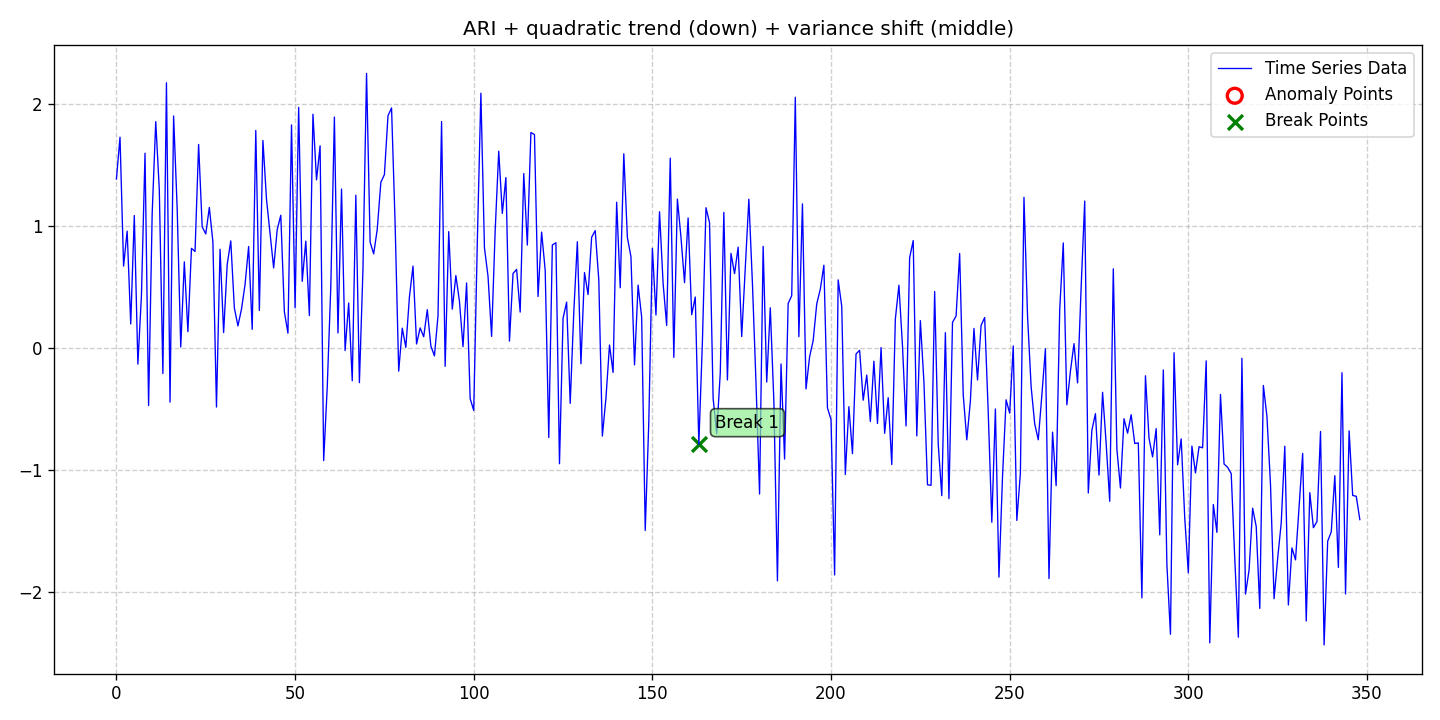 ARI + quadratic trend (down) + variance shift (middle)
Time Series Data
Anomaly Points
Break Points
2
1
0
−1
−2
Break 1
0 50 100 150 200 250 300 350